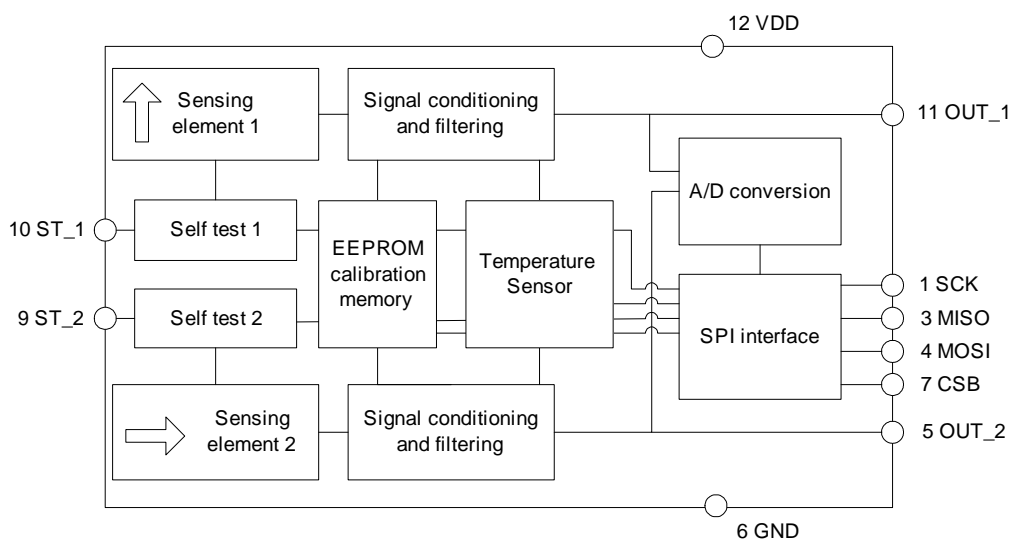 12 VDD
Sensing
element 1
Signal conditioning
and filtering
11 OUT_1
A/D conversion
10 ST_1
Self test 1
EEPROM
calibration
memory
Temperature
Sensor
9 ST_2
Self test 2
SPI interface
1 SCK
3 MISO
4 MOSI
7 CSB
Sensing
element 2
Signal conditioning
and filtering
5 OUT_2
6 GND